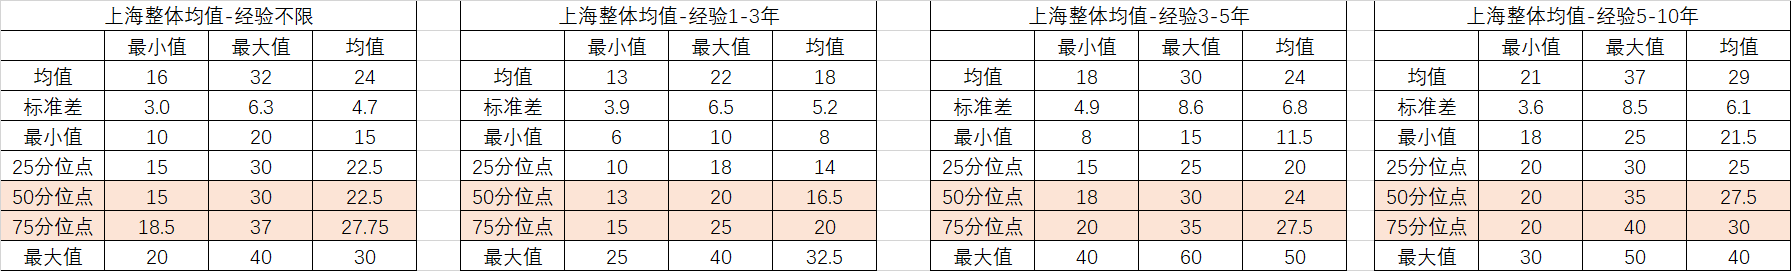 上海整体均值-经验不限 上海整体均值-经验1-3年 上海整体均值-经验3-5年 上海整体均值-经验5-10年
最小值 最大值 均值 最小值 最大值 均值 最小值 最大值 均值 最小值 最大值 均值
均值 16 32 24 均值 13 22 18 均值 18 30 24 均值 21 37 29
标准差 3.0 6.3 4.7 标准差 3.9 6.5 5.2 标准差 4.9 8.6 6.8 标准差 3.6 8.5 6.1
最小值 10 20 15 最小值 6 10 8 最小值 8 15 11.5 最小值 18 25 21.5
25分位点 15 30 22.5 25分位点 10 18 14 25分位点 15 25 20 25分位点 20 30 25
50分位点 15 30 22.5 50分位点 13 20 16.5 50分位点 18 30 24 50分位点 20 35 27.5
75分位点 18.5 37 27.75 75分位点 15 25 20 75分位点 20 35 27.5 75分位点 20 40 30
最大值 20 40 30 最大值 25 40 32.5 最大值 40 60 50 最大值 30 50 40